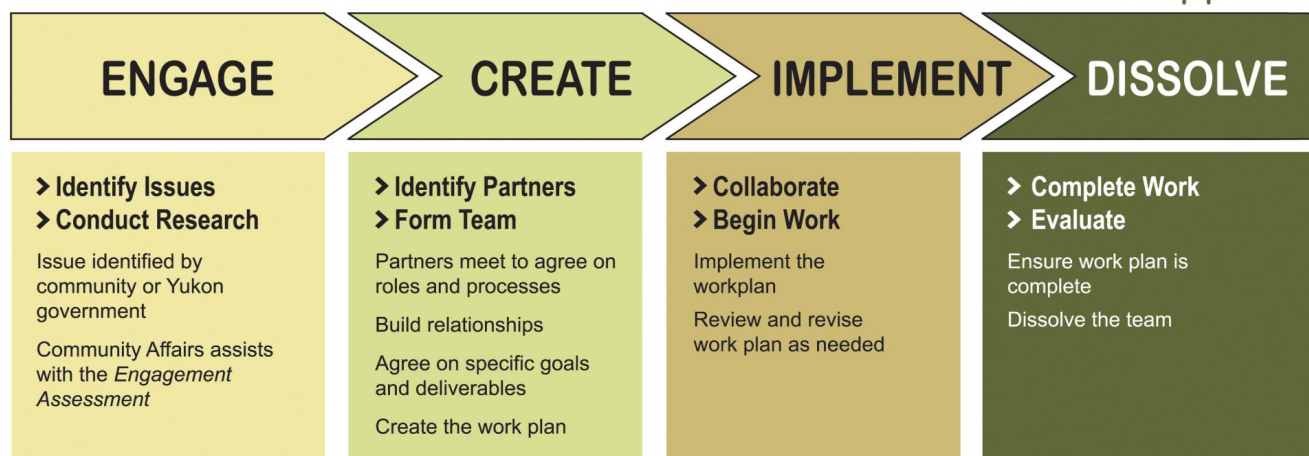 ENGAGE
CREATE
IMPLEMENT
DISSOLVE
> Identify Issues
> Conduct Research
Issue identified by
community or Yukon
government
Community Affairs assists
with the Engagement
Assessment
> Identify Partners
> Form Team
Partners meet to agree on
roles and processes
Build relationships
Agree on specific goals
and deliverables
Create the work plan
> Collaborate
> Begin Work
Implement the
workplan
Review and revise
work plan as needed
> Complete Work
> Evaluate
Ensure work plan is
complete
Dissolve the team